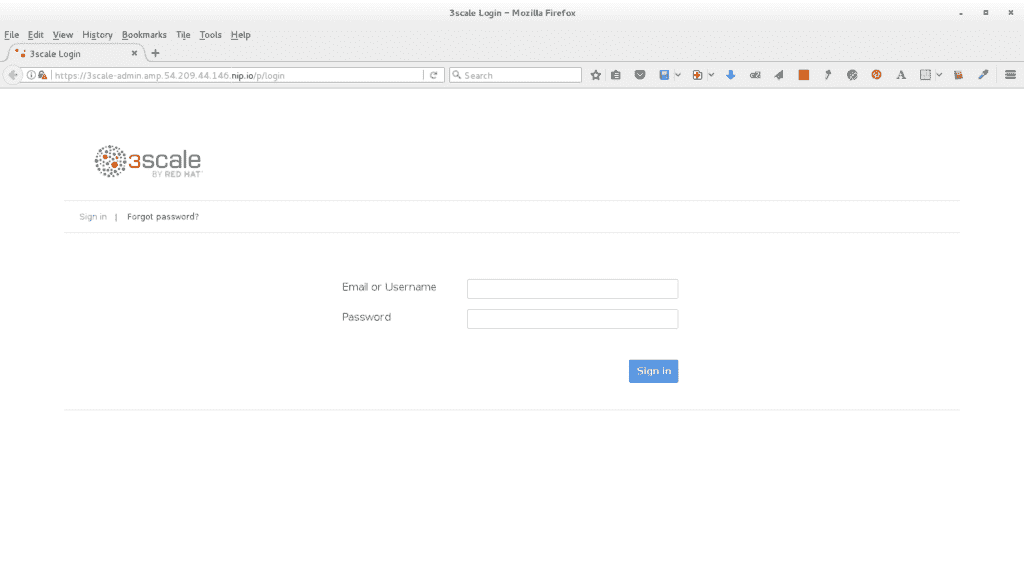 3scale Login - Mozilla Firefox
File Edit View History Bookmarks Tile Tools Help
3scale Login
https://3scale-admin.amp.54.209.44.146.nip.io/p/login
Search
3scale
BY RED HAT
Sign in | Forgot password?
Email or Username
Password
Sign in